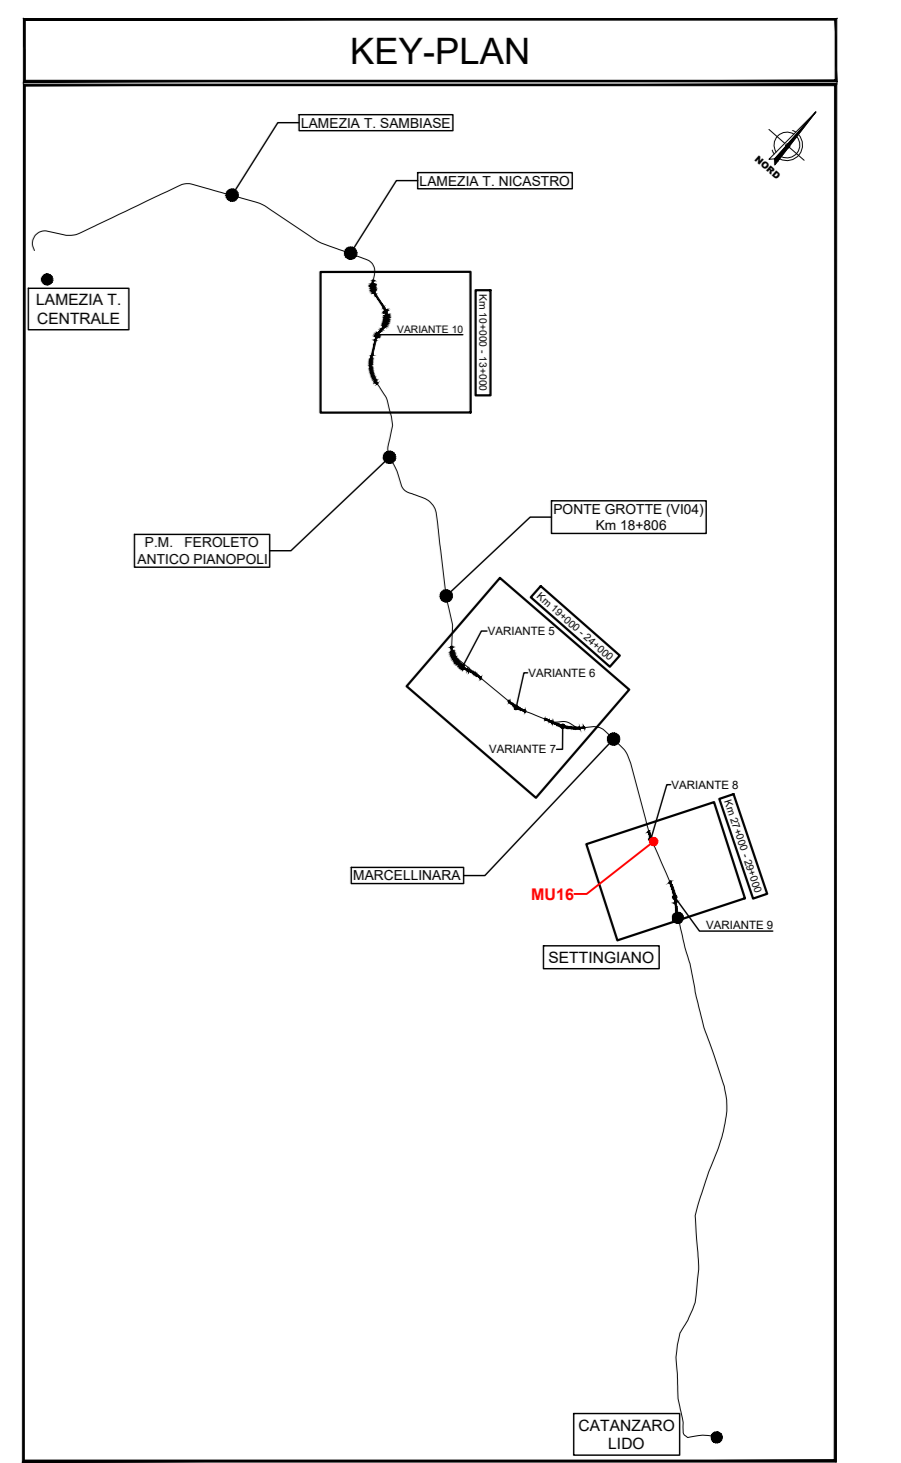 KEY-PLAN
LAMEZIA T. SAMBIASE
NORD
LAMEZIA T. NICASTRO
LAMEZIA T.
CENTRALE
Km 10+000 - 13+000
VARIANTE 10
PONTE GROTTE (VI04)
Km 18+806
P.M. FEROLETO
ANTICO PIANOPOLI
Km 19+000 - 24+000
VARIANTE 5
VARIANTE 6
VARIANTE 7
VARIANTE 8
Km 27+000 - 29+000
MARCELLINARA
MU16
VARIANTE 9
SETTINGIANO
CATANZARO
LIDO